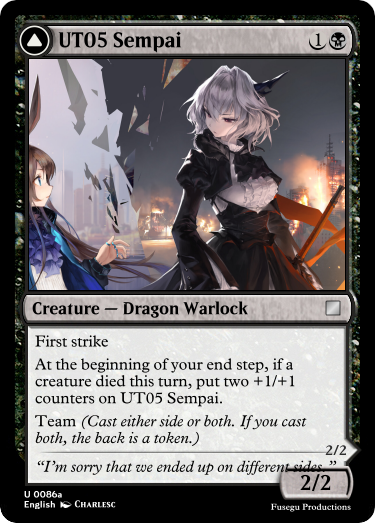 UT05 Sempai 1
Creature — Dragon Warlock
First strike
At the beginning of your end step, if a
creature died this turn, put two +1/+1
counters on UT05 Sempai.
Team (Cast either side or both. If you cast
both, the back is a token.)
2/2
“I’m sorry that we ended up on different sides.”
2/2
U 0086a
English CHARLESC
Fusegu Productions